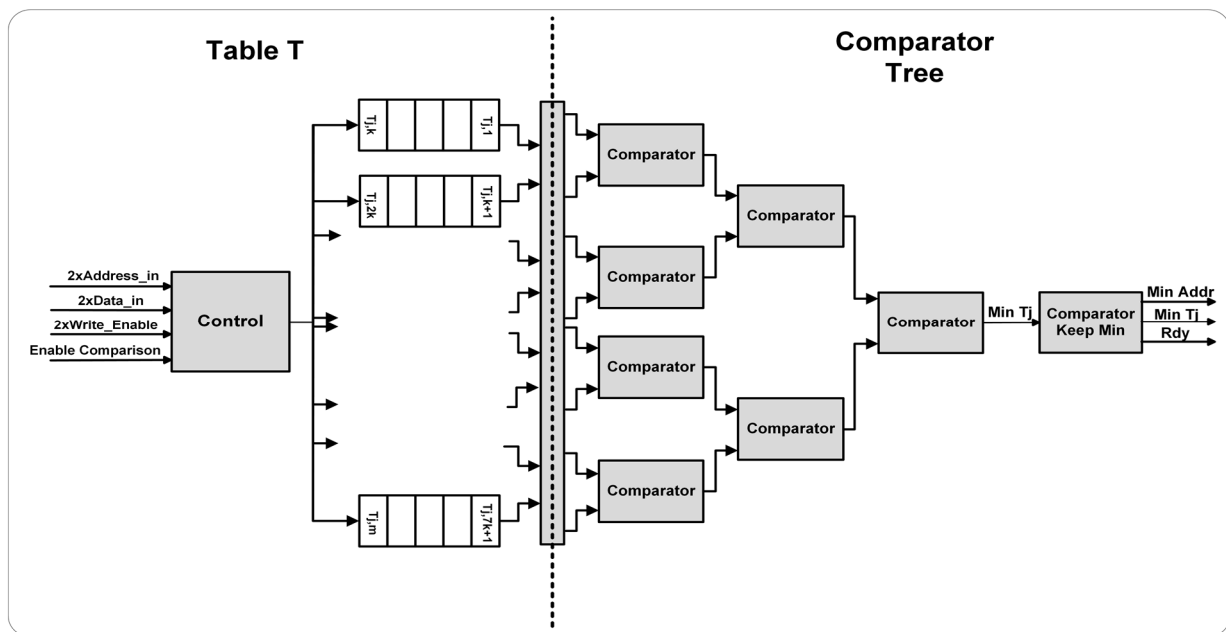 Table T
Comparator
Tree
Tj,k
Tj,1
Tj,2k
Tj,k+1
Tj,m
Tj,7k+1
2xAddress_in
2xData_in
2xWrite_Enable
Enable Comparison
Control
Comparator
Comparator
Comparator
Comparator
Comparator
Comparator
Comparator
Min Tj
Comparator
Keep Min
Min Addr
Min Tj
Rdy